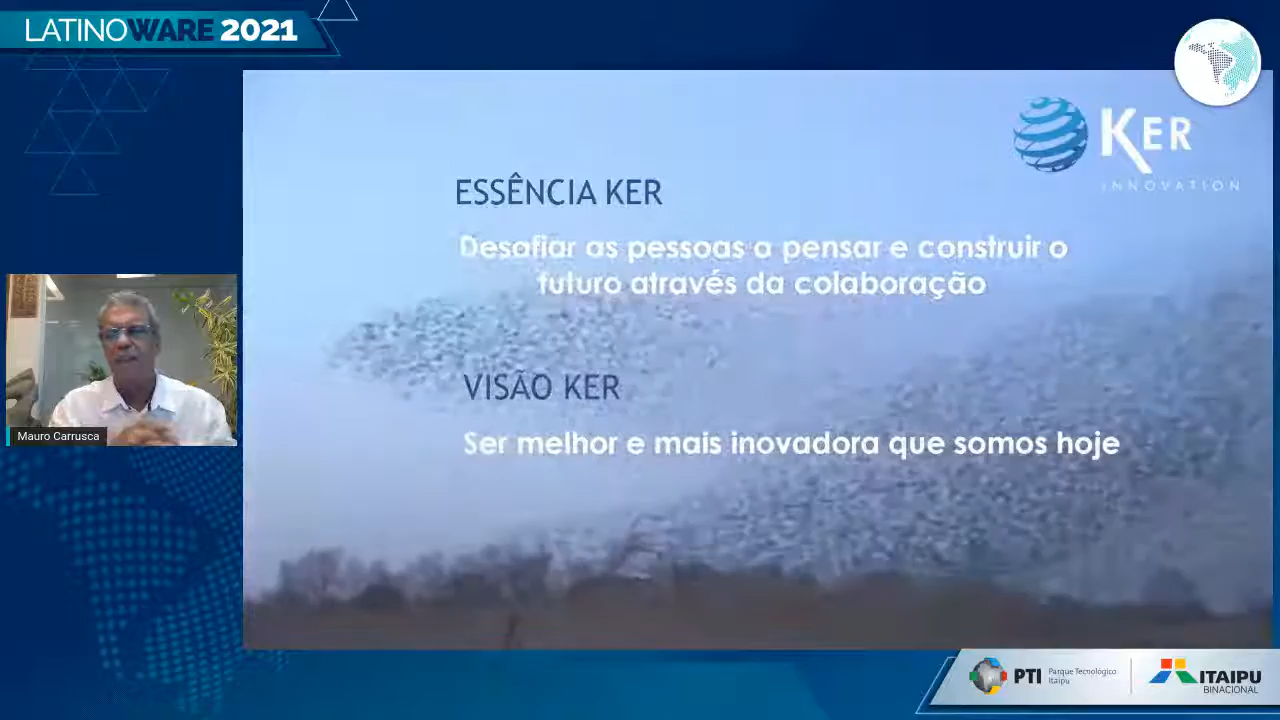 LATINOWARE 2021
KER
INNOVATION
ESSÊNCIA KER
Desafiar as pessoas a pensar e construir o
futuro através da colaboração
VISÃO KER
Ser melhor e mais inovadora que somos hoje
Mauro Carrusca
PTI
Parque Tecnológico
Itaipu
ITAIPU
BINACIONAL